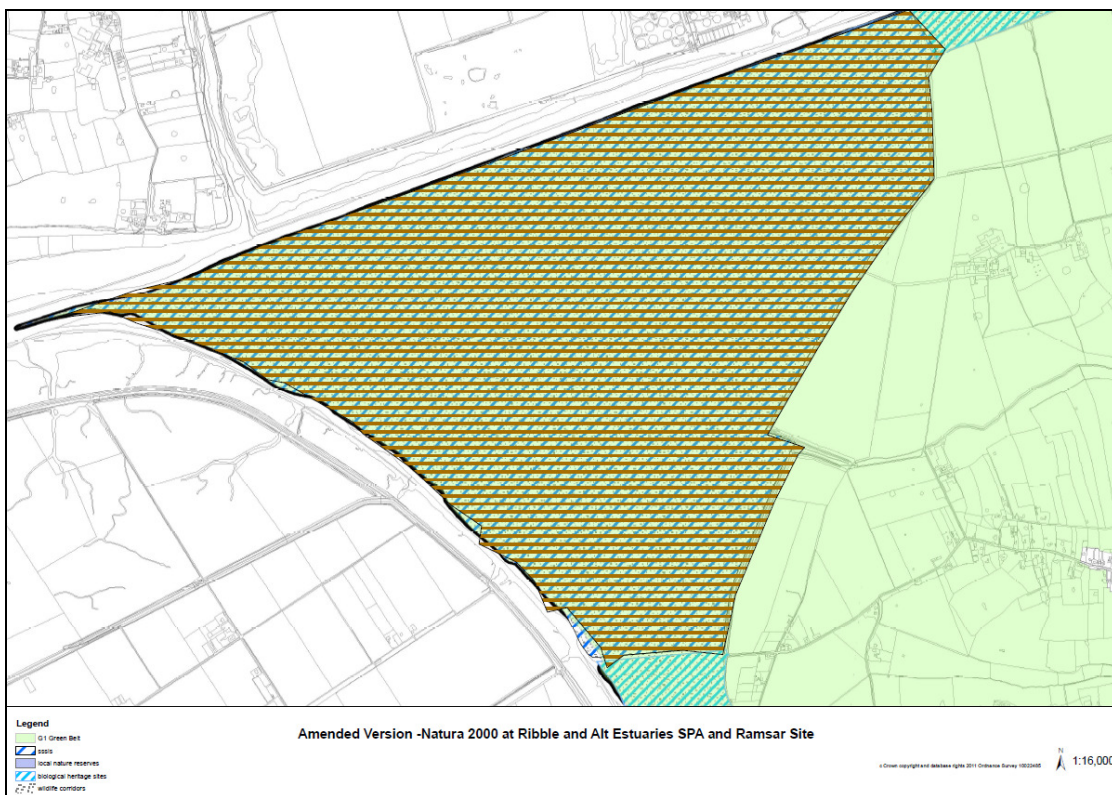 Legend
G1 Green Belt
sssis
local nature reserves
biological heritage sites
wildlife corridors
Amended Version -Natura 2000 at Ribble and Alt Estuaries SPA and Ramsar Site
N
1:16,000